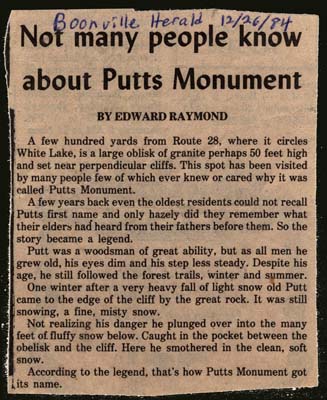 Boonville Herald 12/26/84
Not many people know
about Putts Monument
BY EDWARD RAYMOND
A few hundred yards from Route 28, where it circles
White Lake, is a large oblisk of granite perhaps 50 feet high
and set near perpendicular cliffs. This spot has been visited
by many people few of which ever knew or cared why it was
called Putts Monument.
A few years back even the oldest residents could not recall
Putts first name and only hazely did they remember what
their elders had heard from their fathers before them. So the
story became a legend.
Putt was a woodsman of great ability, but as all men he
grew old, his eyes dim and his step less steady. Despite his
age, he still followed the forest trails, winter and summer.
One winter after a very heavy fall of light snow old Putt
came to the edge of the cliff by the great rock. It was still
snowing, a fine, misty snow.
Not realizing his danger he plunged over into the many
feet of fluffy snow below. Caught in the pocket between the
obelisk and the cliff. Here he smothered in the clean, soft
snow.
According to the legend, that's how Putts Monument got
its name.